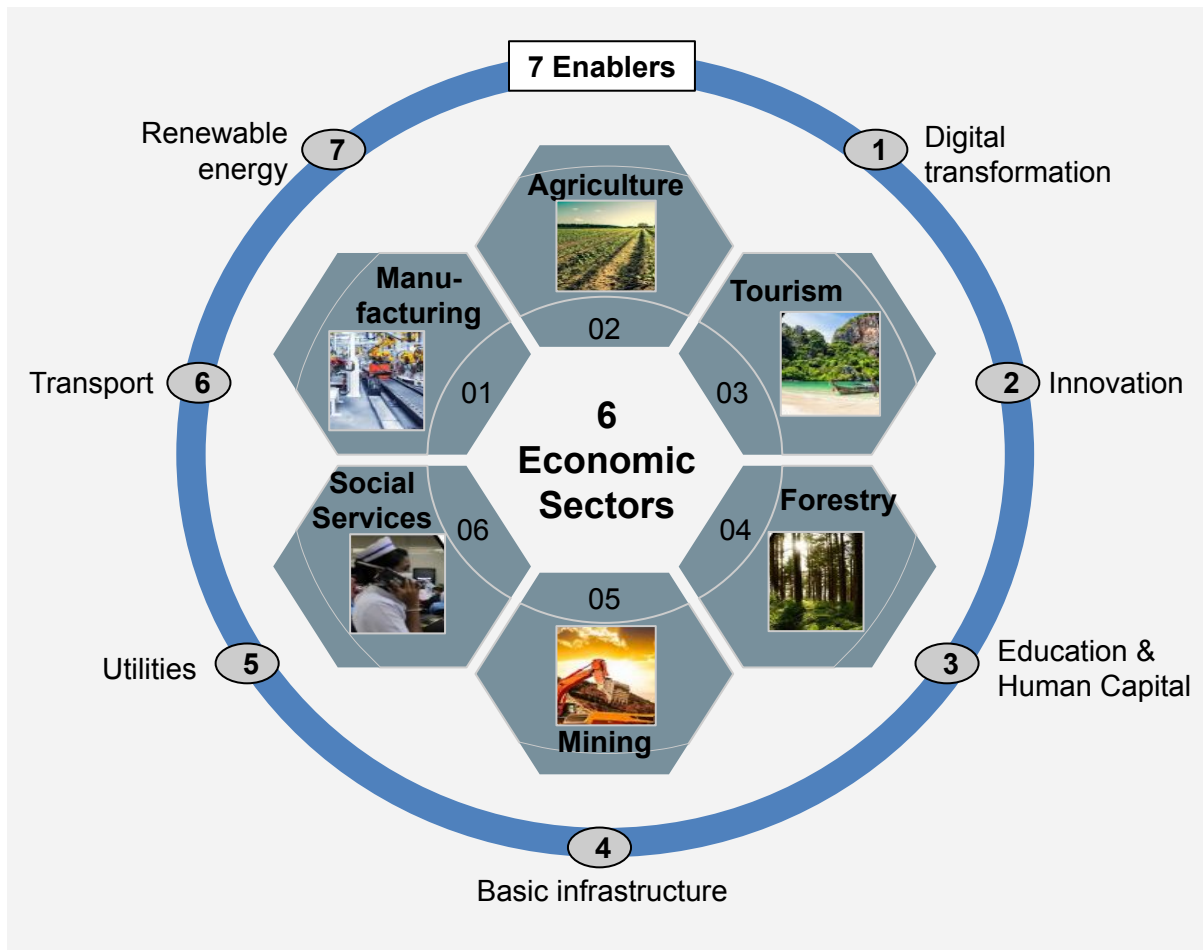 7 Enablers
Renewable
energy
7
1
Digital
transformation
Agriculture
02
Manu-
facturing
01
Tourism
03
Transport
6
2
Innovation
6
Economic
Sectors
Social
Services
06
Forestry
04
05
Mining
Utilities
5
3
Education &
Human Capital
4
Basic infrastructure